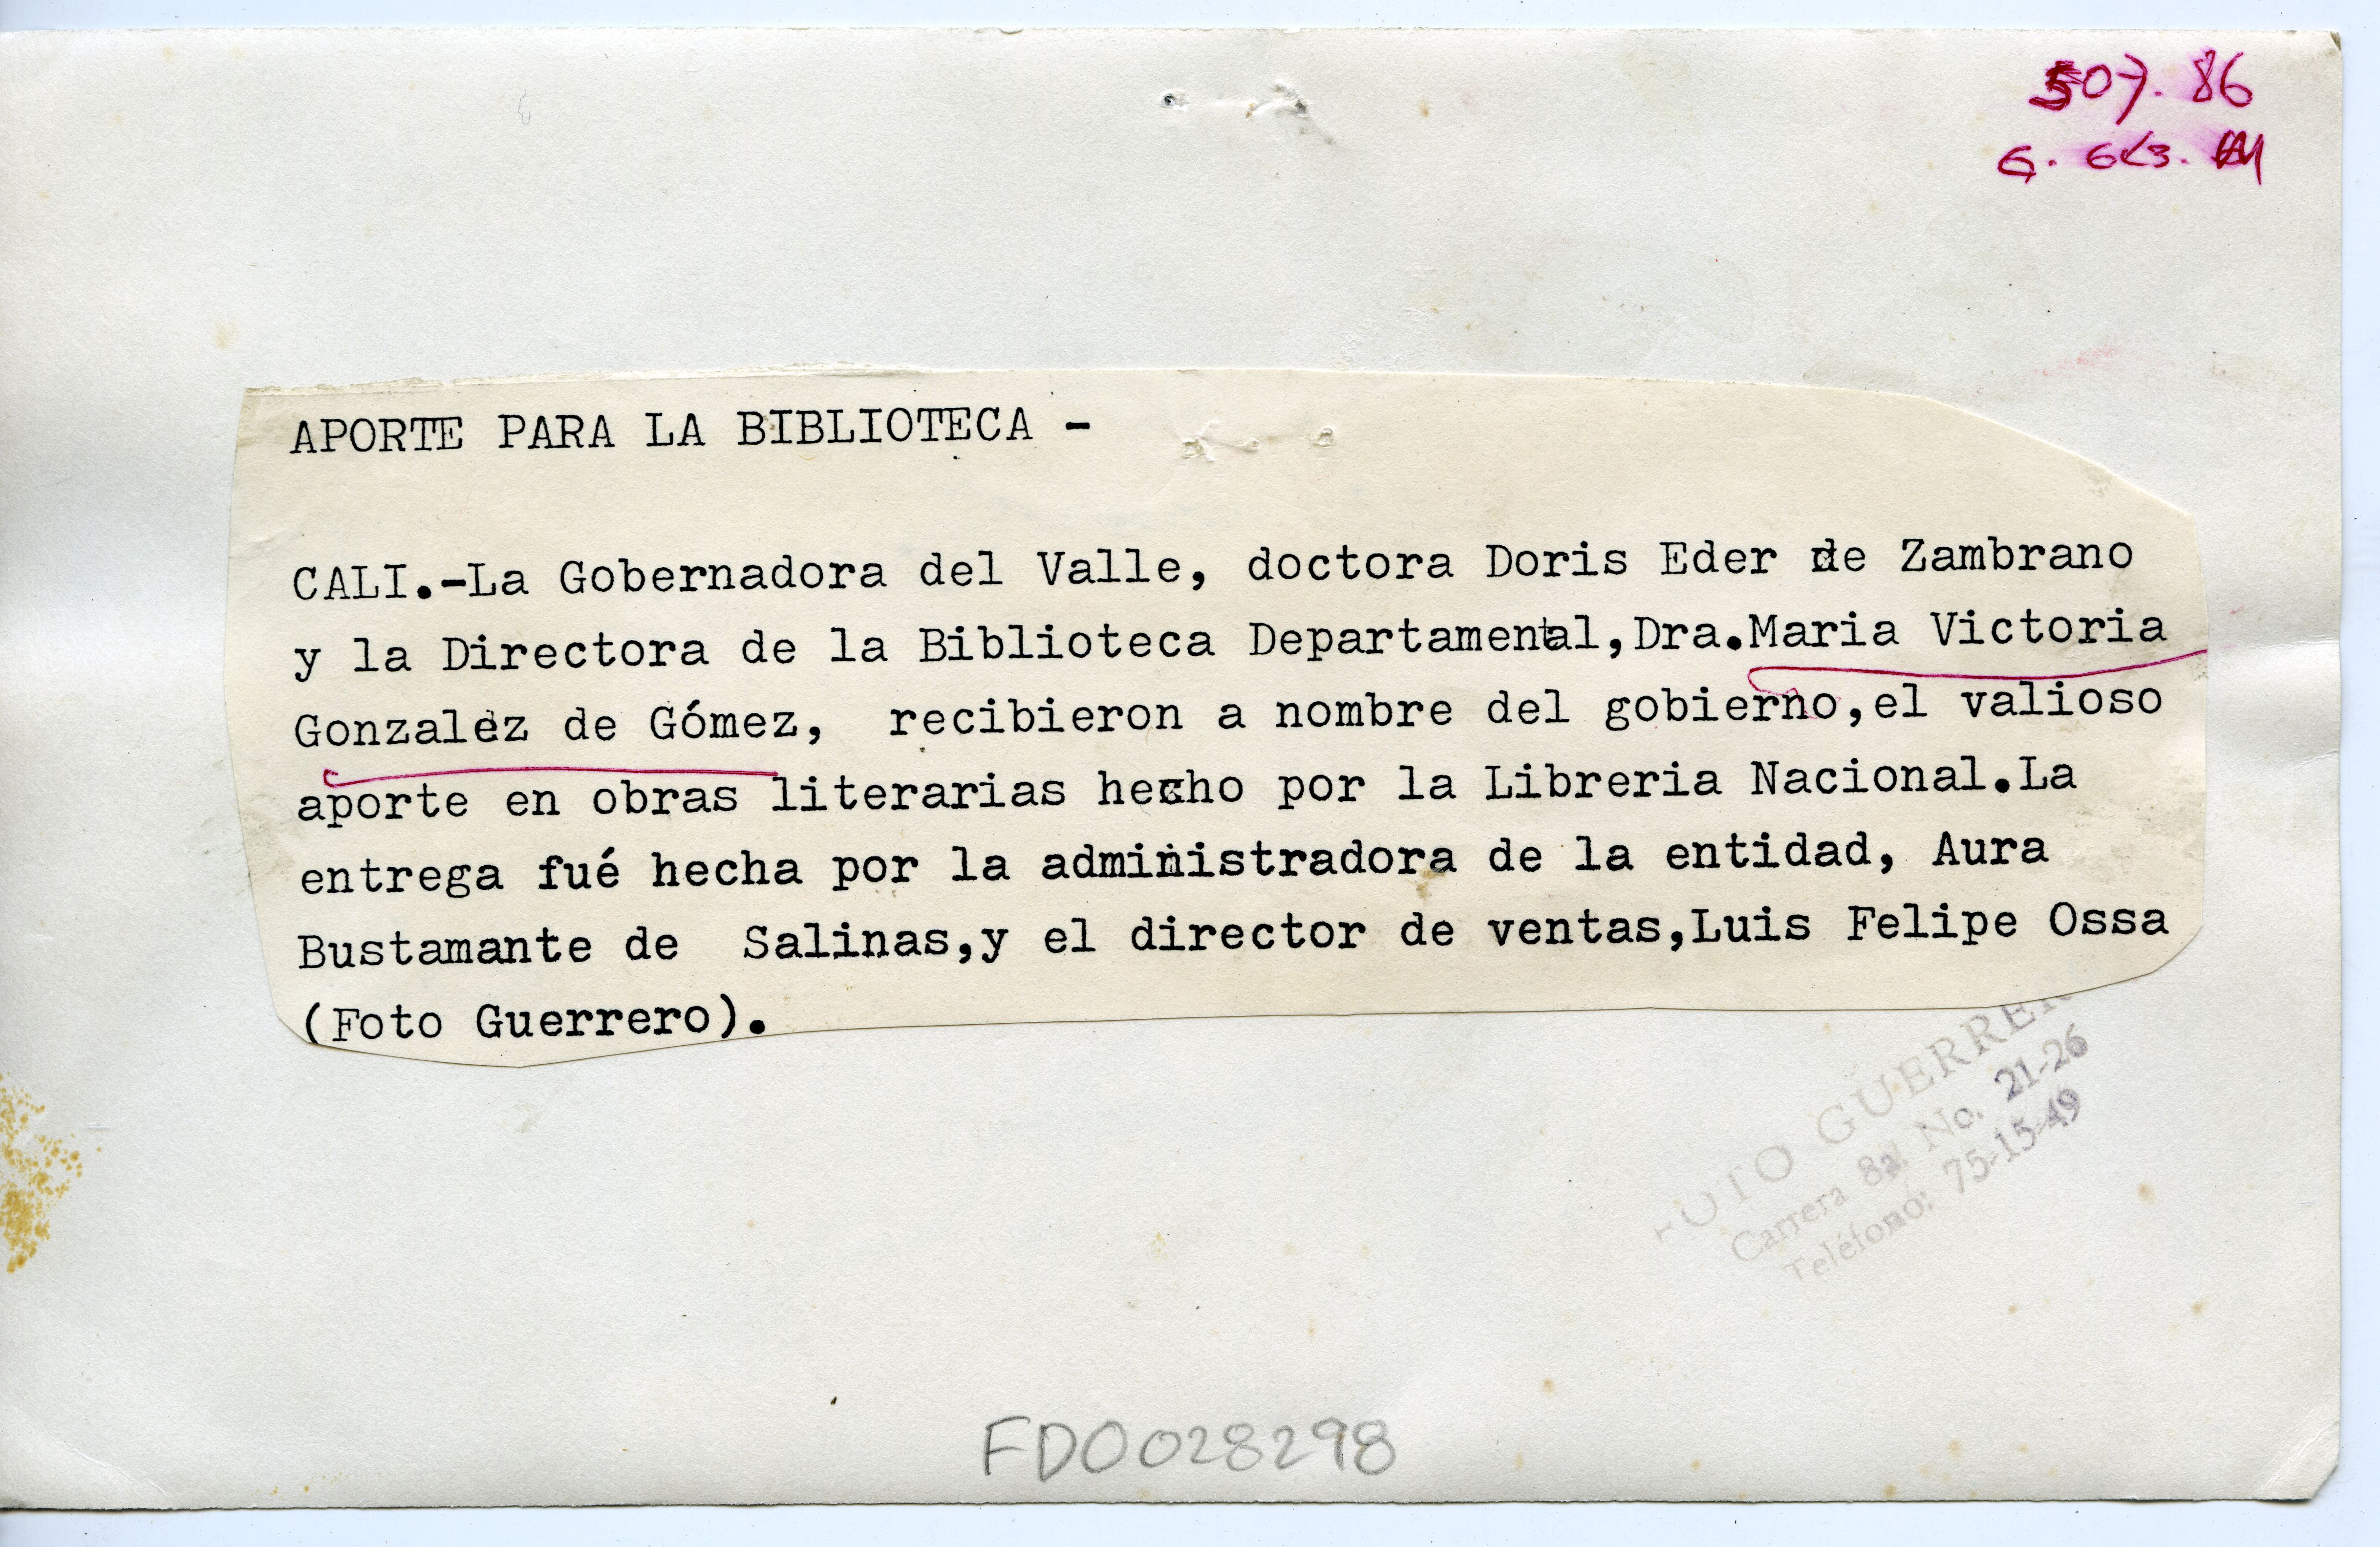 507. 86
APORTE PARA LA BIBLIOTECA -
CALI.-La Gobernadora del Valle, doctora Doris Eder de Zambrano
y la Directora de la Biblioteca Departamental,Dra.Maria Victoria
Gonzalez de Gómez, recibieron a nombre del gobierno,el valioso
aporte en obras literarias hecho por la Libreria Nacional.La
entrega fué hecha por la administradora de la entidad, Aura
Bustamante de Salinas,y el director de ventas,Luis Felipe Ossa
(Foto Guerrero).
FOTO GUERRERO
Carrera 8a. No. 21-26
Teléfono: 75-15-49
FD0028298